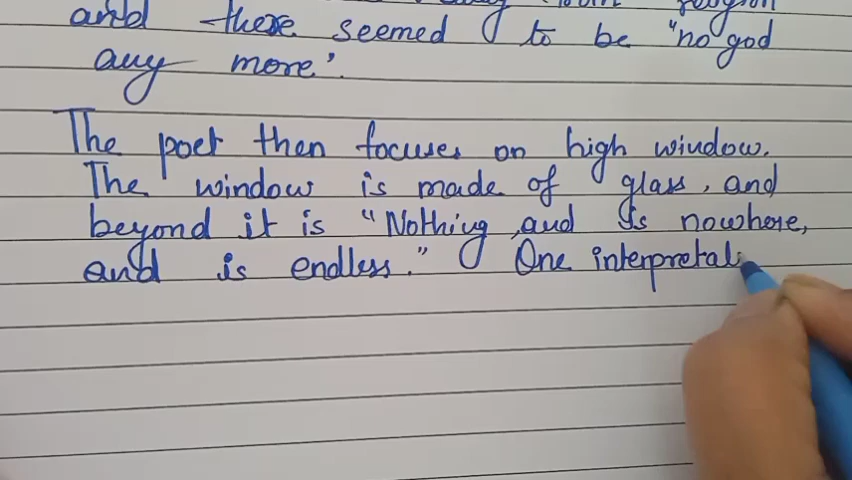 and there seemed to be "no god
any more'.
The poet then focuses on high window.
The window is made of glass, and
beyond it is "Nothing, and is nowhere,
and is endless." One interpretat